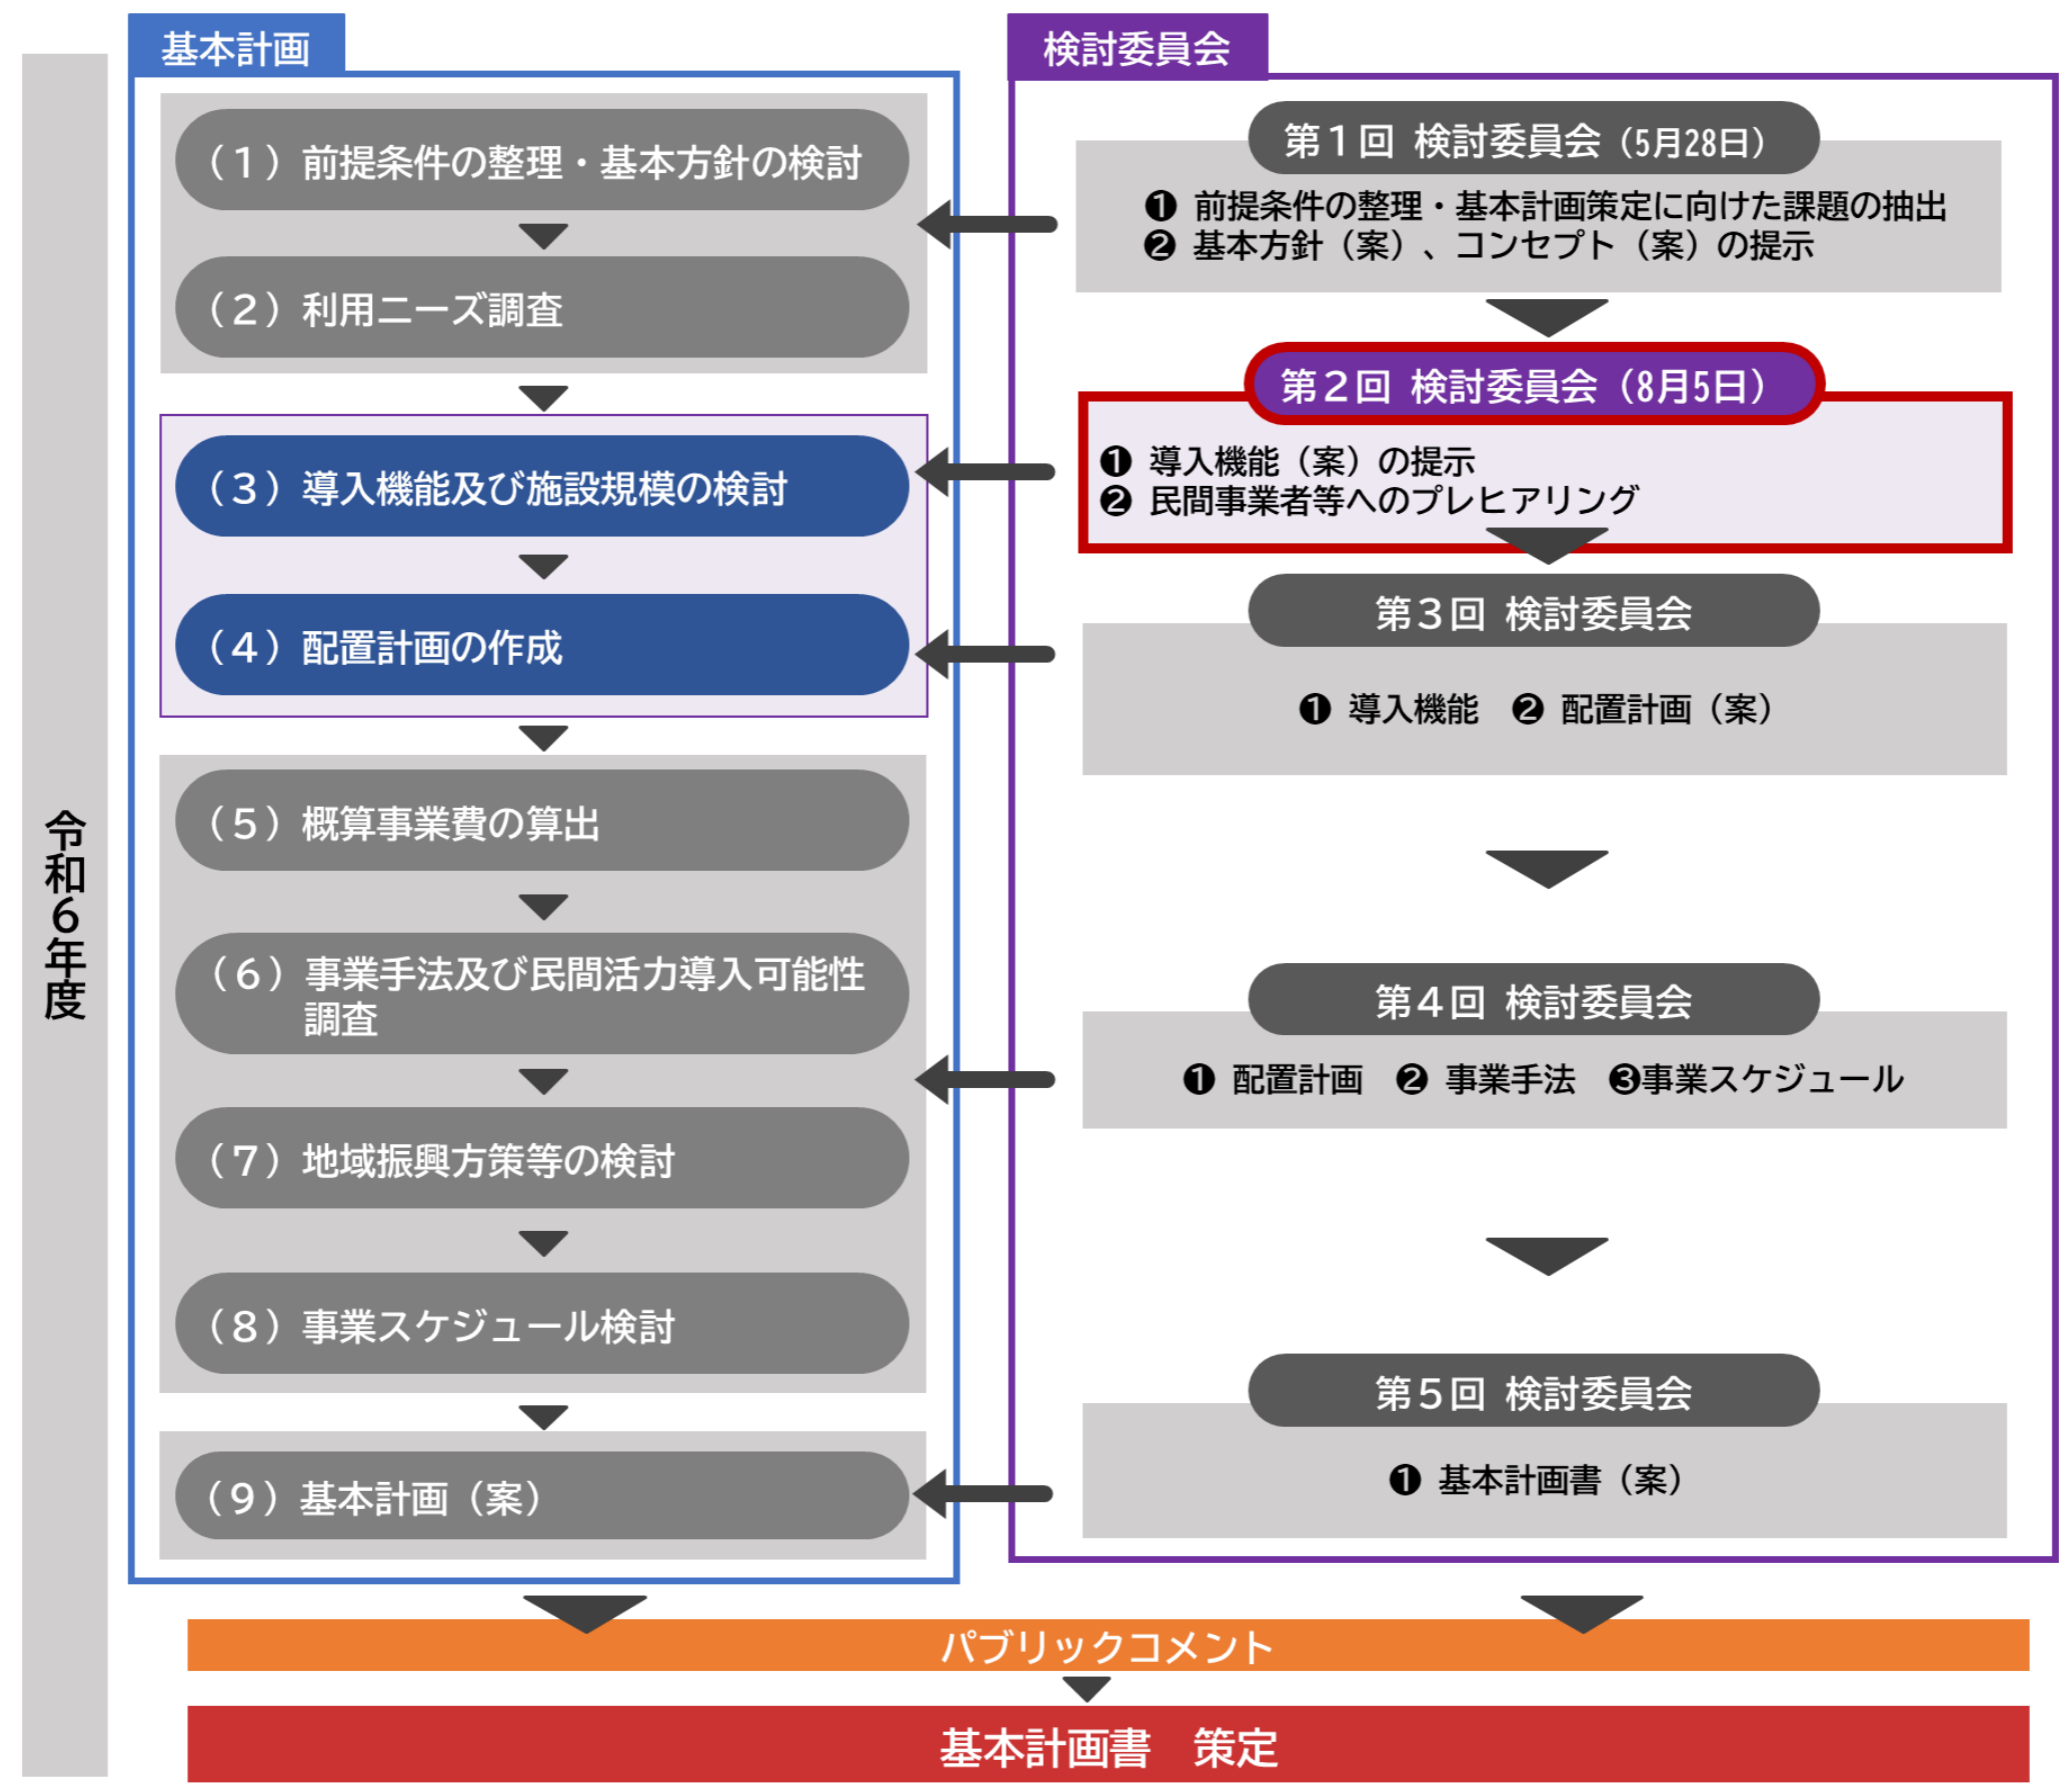 令和６年度
基本計画
（１）前提条件の整理・基本方針の検討
（２）利用ニーズ調査
（３）導入機能及び施設規模の検討
（４）配置計画の作成
（５）概算事業費の算出
（６）事業手法及び民間活力導入可能性
調査
（７）地域振興方策等の検討
（８）事業スケジュール検討
（９）基本計画（案）
検討委員会
第１回 検討委員会（5月28日）
❶ 前提条件の整理・基本計画策定に向けた課題の抽出
❷ 基本方針（案）、コンセプト（案）の提示
第２回 検討委員会（8月5日）
❶ 導入機能（案）の提示
❷ 民間事業者等へのプレヒアリング
第３回 検討委員会
❶ 導入機能　❷ 配置計画（案）
第４回 検討委員会
❶ 配置計画　❷ 事業手法　❸事業スケジュール
第５回 検討委員会
❶ 基本計画書（案）
パブリックコメント
基本計画書　策定